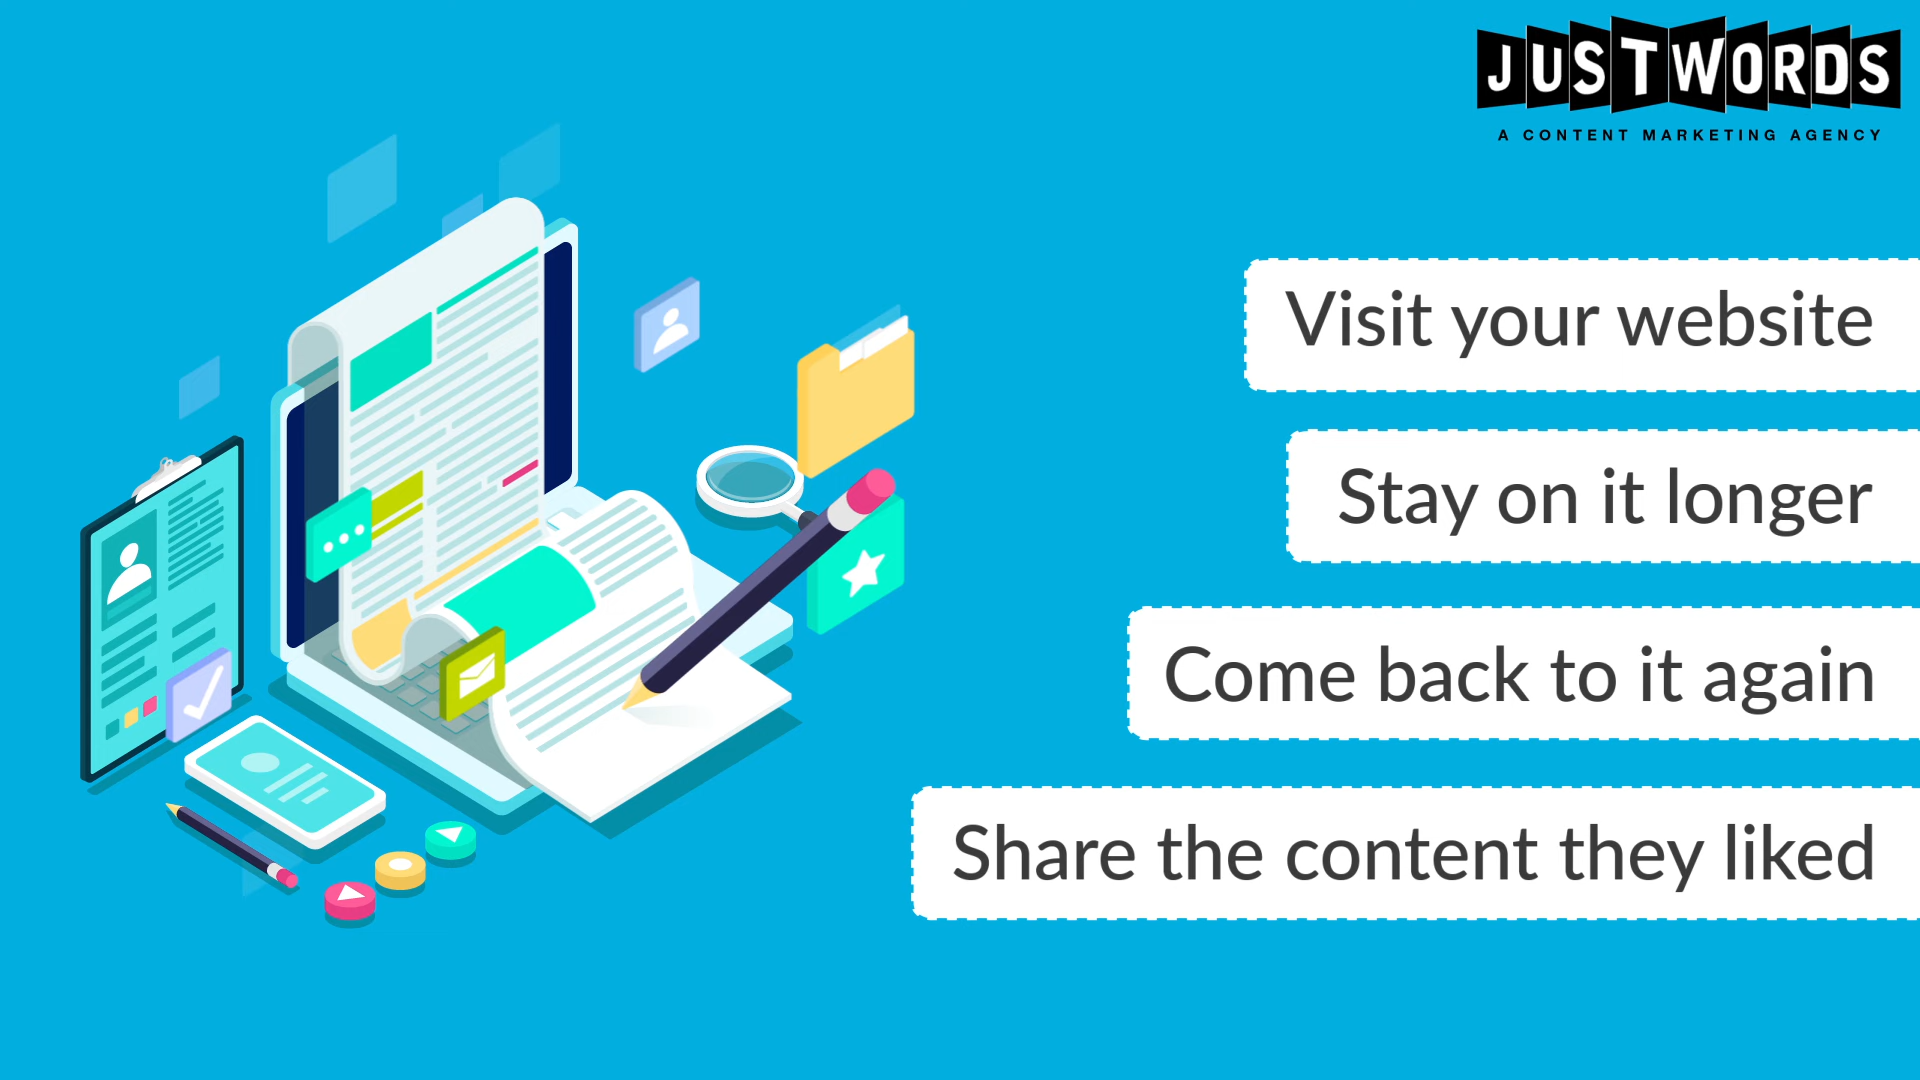 JUSTWORDS
A CONTENT MARKETING AGENCY
Visit your website
Stay on it longer
Come back to it again
Share the content they liked